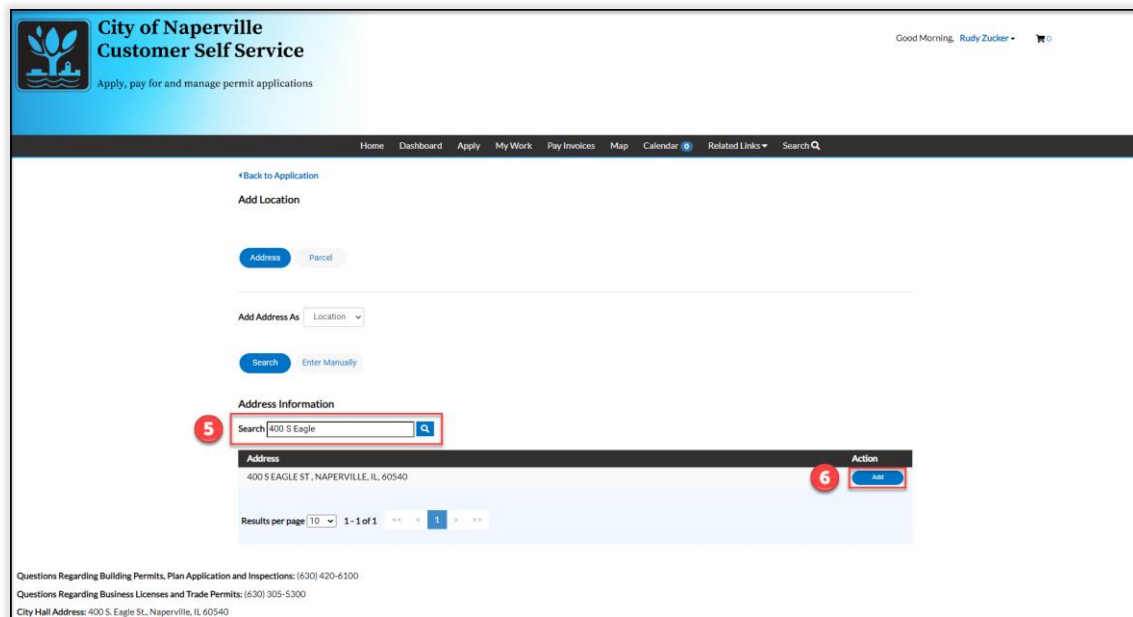 City of Naperville
Customer Self Service
Apply, pay for and manage permit applications
Good Morning, Rudy Zucker
0
Home Dashboard Apply My Work Pay Invoices Map Calendar 0 Related Links Search
Back to Application
Add Location
Address Parcel
Add Address As Location
Search Enter Manually
Address Information
5 Search 400 S Eagle
Address Action
400 S EAGLE ST , NAPERVILLE, IL, 60540 6 Add
Results per page 10 1 - 1 of 1 << < 1 > >>
Questions Regarding Building Permits, Plan Application and Inspections: (630) 420-6100
Questions Regarding Business Licenses and Trade Permits: (630) 305-5300
City Hall Address: 400 S. Eagle St., Naperville, IL 60540